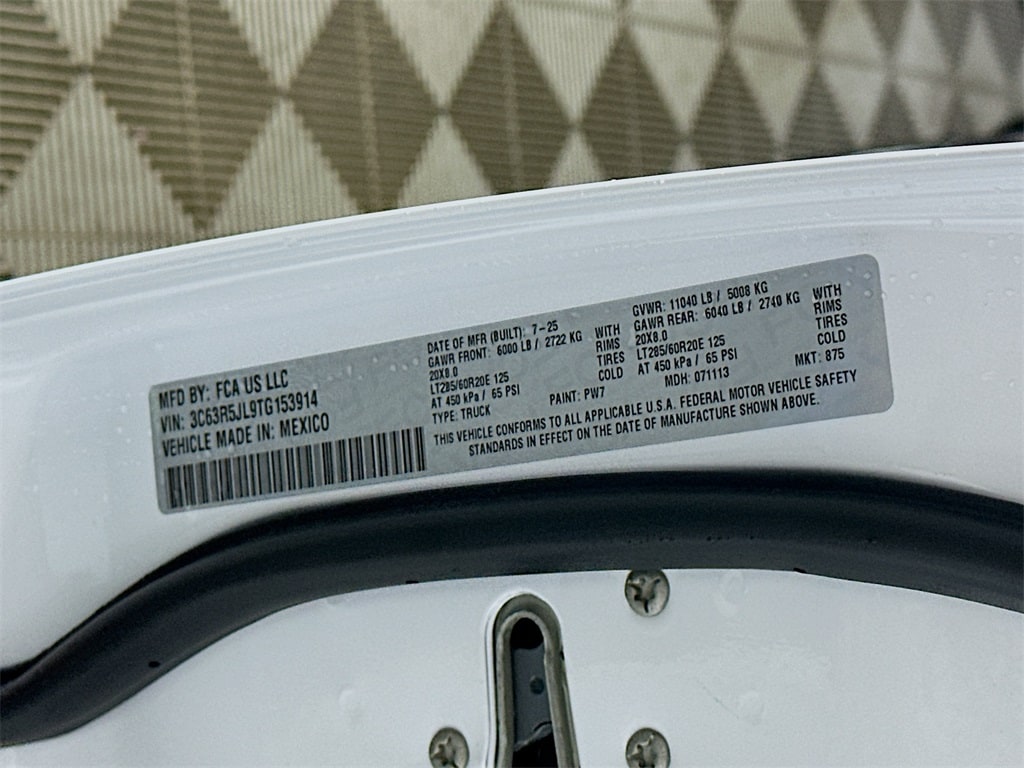 MFD BY: FCA US LLC
VIN: 3C63R5JL9TG153914
VEHICLE MADE IN: MEXICO
DATE OF MFR (BUILT): 7-25
GAWR FRONT: 6000 LB / 2722 KG WITH
20X8.0 RIMS
LT285/60R20E 125 TIRES
AT 450 kPa / 65 PSI COLD
TYPE: TRUCK PAINT: PW7
GVWR: 11040 LB / 5008 KG
GAWR REAR: 6040 LB / 2740 KG WITH
20X8.0 RIMS
LT285/60R20E 125 TIRES
AT 450 kPa / 65 PSI COLD
MDH: 071113 MKT: 875
THIS VEHICLE CONFORMS TO ALL APPLICABLE U.S.A. FEDERAL MOTOR VEHICLE SAFETY
STANDARDS IN EFFECT ON THE DATE OF MANUFACTURE SHOWN ABOVE.